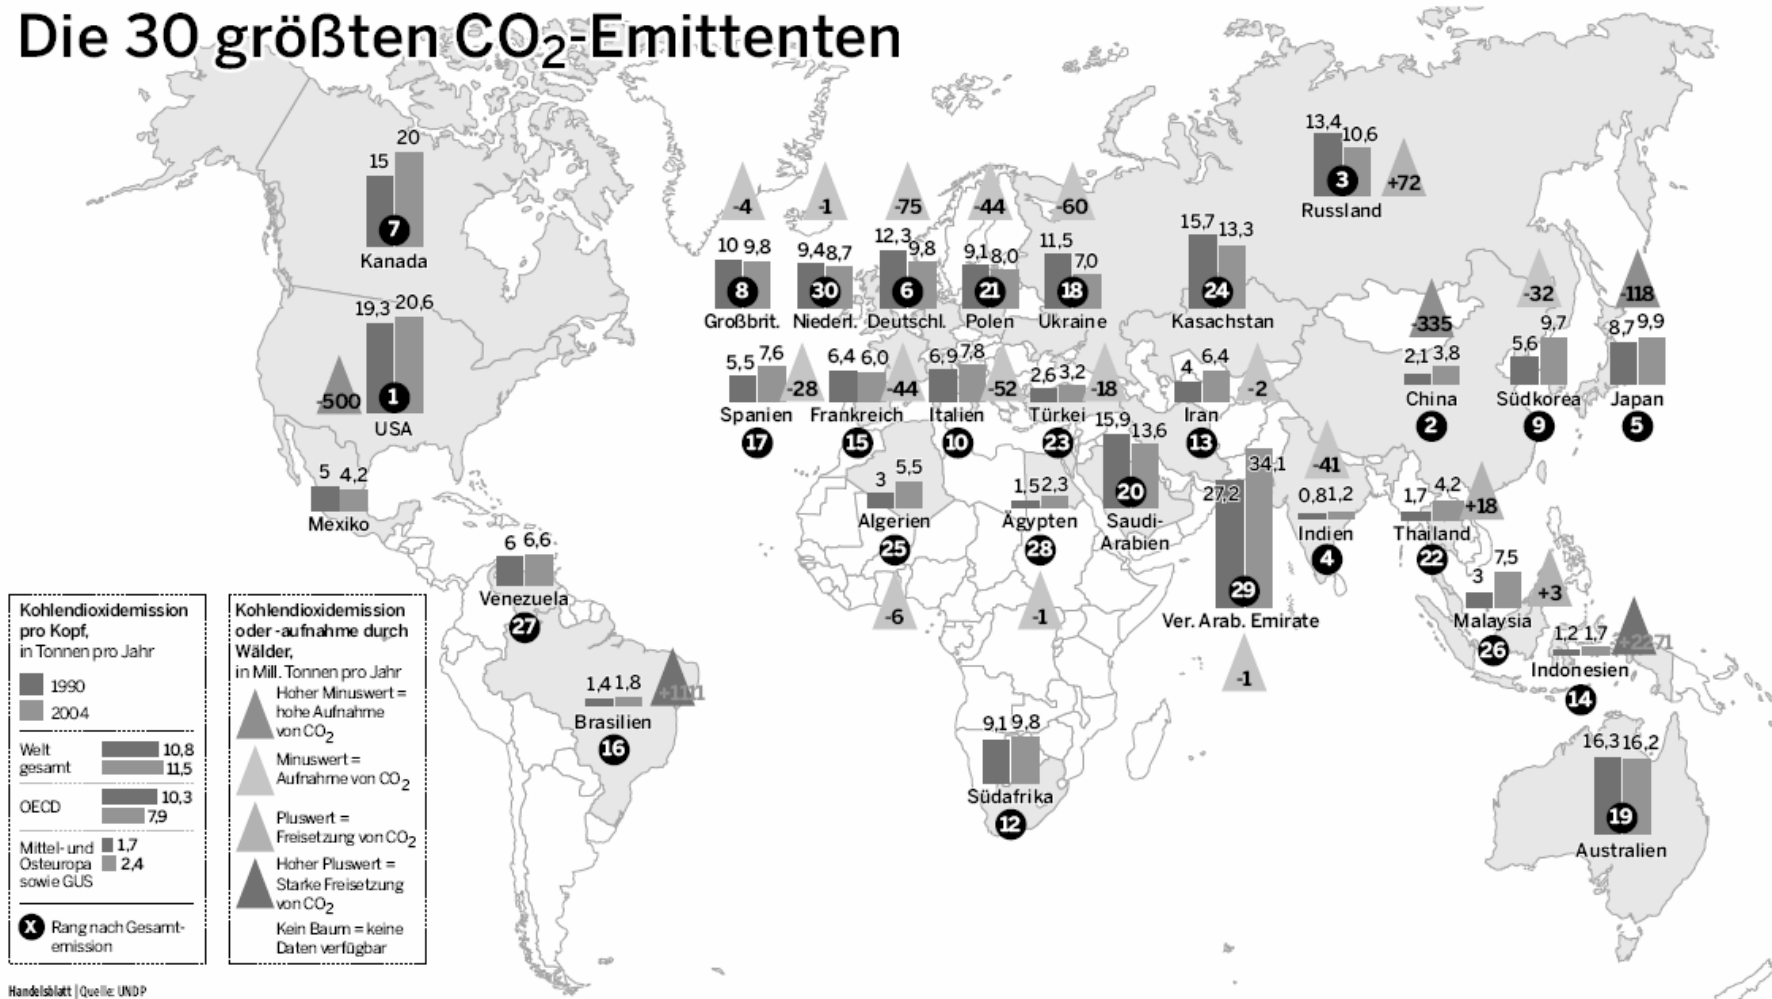 Die 30 größten CO2-Emittenten
15 20
7
Kanada
19,3 20,6
-500
1
USA
5 4,2
Mexiko
6 6,6
Venezuela
27
1,4 1,8
+1111
Brasilien
16
-4
10 9,8
8
Großbrit.
-1
9,4 8,7
30
Niederl.
-75
12,3 9,8
6
Deutschl.
-44
9,1 8,0
21
Polen
-60
11,5 7,0
18
Ukraine
13,4 10,6
3
+72
Russland
15,7 13,3
24
Kasachstan
5,5 7,6
-28
Spanien
17
6,4 6,0
-44
Frankreich
15
6,9 7,8
-52
Italien
10
2,6 3,2
-18
Türkei
23
4 6,4
-2
Iran
13
-335
2,1 3,8
China
2
-32
5,6 9,7
Südkorea
9
-118
8,7 9,9
Japan
5
3 5,5
Algerien
25
-6
1,5 2,3
Ägypten
28
-1
15,9 13,6
20
Saudi-
Arabien
27,2 34,1
29
Ver. Arab. Emirate
-1
-41
0,8 1,2
Indien
4
1,7 4,2
+18
Thailand
22
3 7,5
+3
Malaysia
26
1,2 1,7
+2271
Indonesien
14
9,1 9,8
Südafrika
12
16,3 16,2
19
Australien
Kohlendioxidemission
pro Kopf,
in Tonnen pro Jahr
1990
2004
Welt
gesamt
10,8
11,5
OECD
10,3
7,9
Mittel- und
Osteuropa
sowie GUS
1,7
2,4
X Rang nach Gesamt-
emission
Kohlendioxidemission
oder -aufnahme durch
Wälder,
in Mill. Tonnen pro Jahr
Hoher Minuswert =
hohe Aufnahme
von CO2
Minuswert =
Aufnahme von CO2
Pluswert =
Freisetzung von CO2
Hoher Pluswert =
Starke Freisetzung
von CO2
Kein Baum = keine
Daten verfügbar
Handelsblatt | Quelle: UNDP